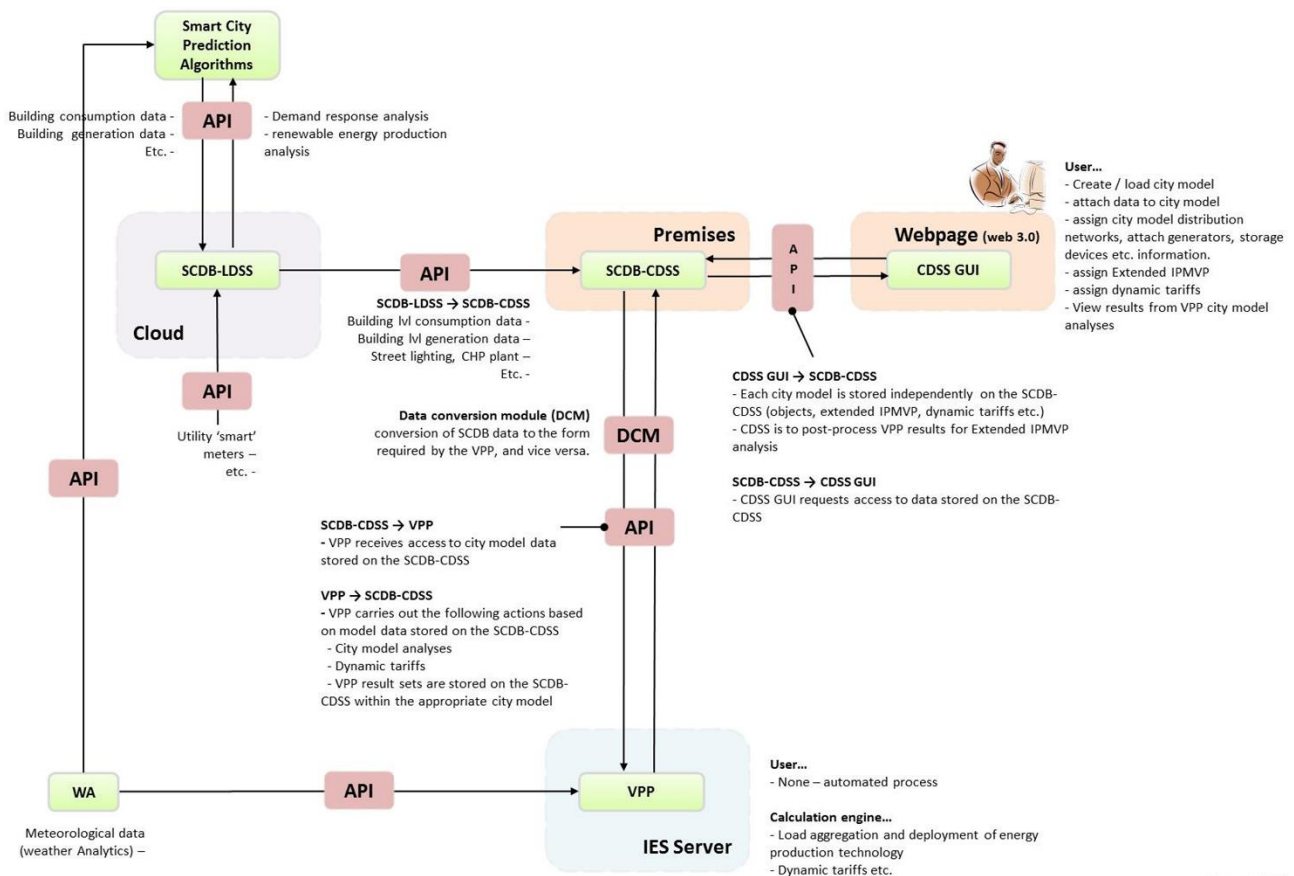 Smart City
Prediction
Algorithms
Building consumption data -
Building generation data -
Etc. -
API
- Demand response analysis
- renewable energy production
analysis
User...
- Create / load city model
- attach data to city model
- assign city model distribution
networks, attach generators, storage
devices etc. information.
- assign Extended IPMVP
- assign dynamic tariffs
- View results from VPP city model
analyses
Premises
A
P
I
Webpage (web 3.0)
SCDB-LDSS
API
SCDB-CDSS
CDSS GUI
Cloud
SCDB-LDSS → SCDB-CDSS
Building lvl consumption data -
Building lvl generation data –
Street lighting, CHP plant –
Etc. -
API
Utility ‘smart’
meters –
etc. -
CDSS GUI → SCDB-CDSS
- Each city model is stored independently on the SCDB-
CDSS (objects, extended IPMVP, dynamic tariffs etc.)
- CDSS is to post-process VPP results for Extended IPMVP
analysis
Data conversion module (DCM)
conversion of SCDB data to the form
required by the VPP, and vice versa.
DCM
API
SCDB-CDSS → CDSS GUI
- CDSS GUI requests access to data stored on the SCDB-
CDSS
SCDB-CDSS → VPP
- VPP receives access to city model data
stored on the SCDB-CDSS
API
VPP → SCDB-CDSS
- VPP carries out the following actions based
on model data stored on the SCDB-CDSS
- City model analyses
- Dynamic tariffs
- VPP result sets are stored on the SCDB-
CDSS within the appropriate city model
WA
API
VPP
Meteorological data
(weather Analytics) –
IES Server
User...
- None – automated process
Calculation engine...
- Load aggregation and deployment of energy
production technology
- Dynamic tariffs etc.